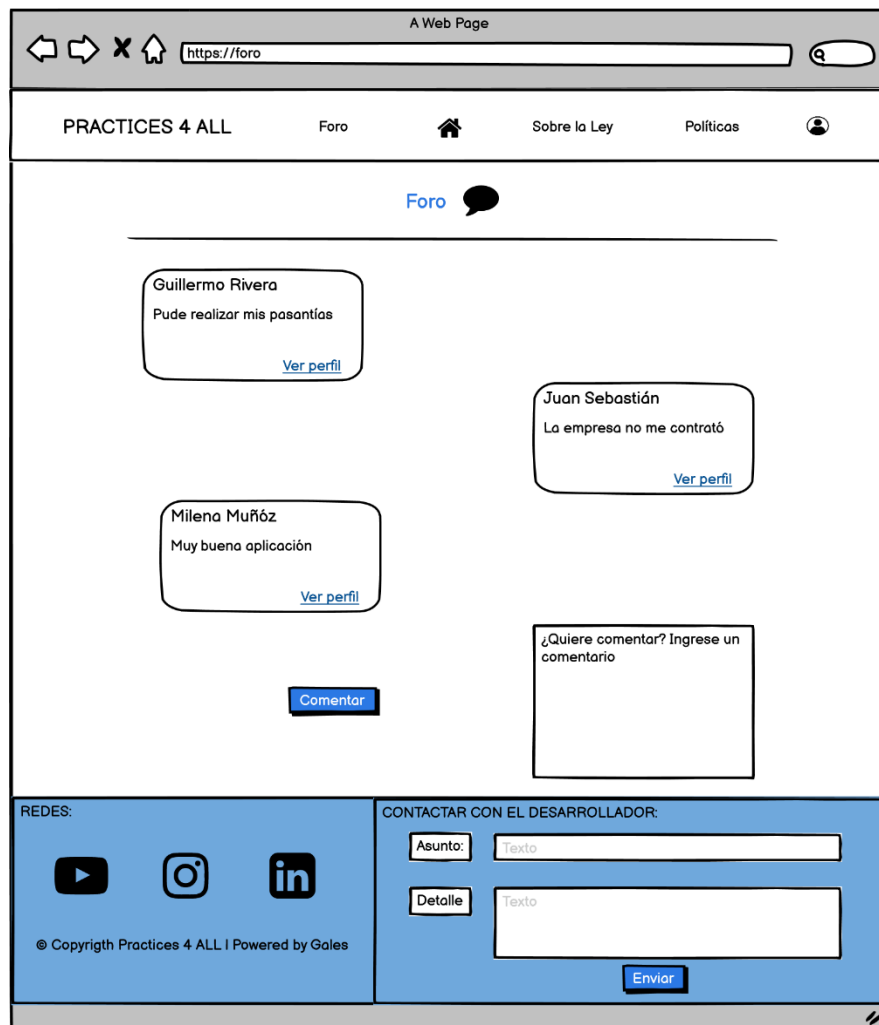 A Web Page
https://foro
PRACTICES 4 ALL
Foro
Sobre la Ley
Políticas
Foro
Guillermo Rivera
Pude realizar mis pasantías
Ver perfil
Juan Sebastián
La empresa no me contrató
Ver perfil
Milena Muñóz
Muy buena aplicación
Ver perfil
¿Quiere comentar? Ingrese un
comentario
Comentar
REDES:
in
© Copyrigth Practices 4 ALL | Powered by Gales
CONTACTAR CON EL DESARROLLADOR:
Asunto:
Texto
Detalle
Texto
Enviar